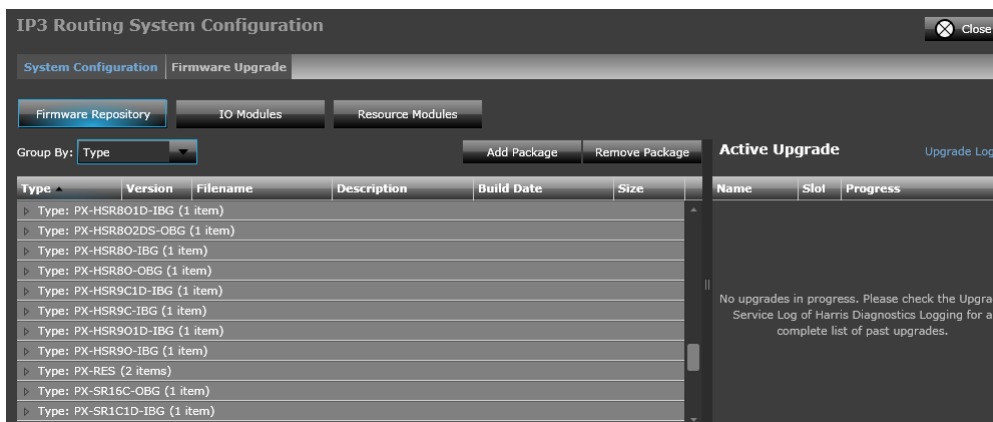 IP3 Routing System Configuration
Close
System Configuration Firmware Upgrade
Firmware Repository IO Modules Resource Modules
Group By: Type Add Package Remove Package Active Upgrade Upgrade Log
Type Version Filename Description Build Date Size Name Slot Progress
Type: PX-HSR8O1D-IBG (1 item)
Type: PX-HSR8O2DS-OBG (1 item)
Type: PX-HSR8O-IBG (1 item)
Type: PX-HSR8O-OBG (1 item)
Type: PX-HSR9C1D-IBG (1 item)
Type: PX-HSR9C-IBG (1 item)
Type: PX-HSR9O1D-IBG (1 item)
Type: PX-HSR9O-IBG (1 item)
Type: PX-RES (2 items)
Type: PX-SR16C-OBG (1 item)
Type: PX-SR1C1D-IBG (1 item)
No upgrades in progress. Please check the Upgra
Service Log of Harris Diagnostics Logging for a
complete list of past upgrades.